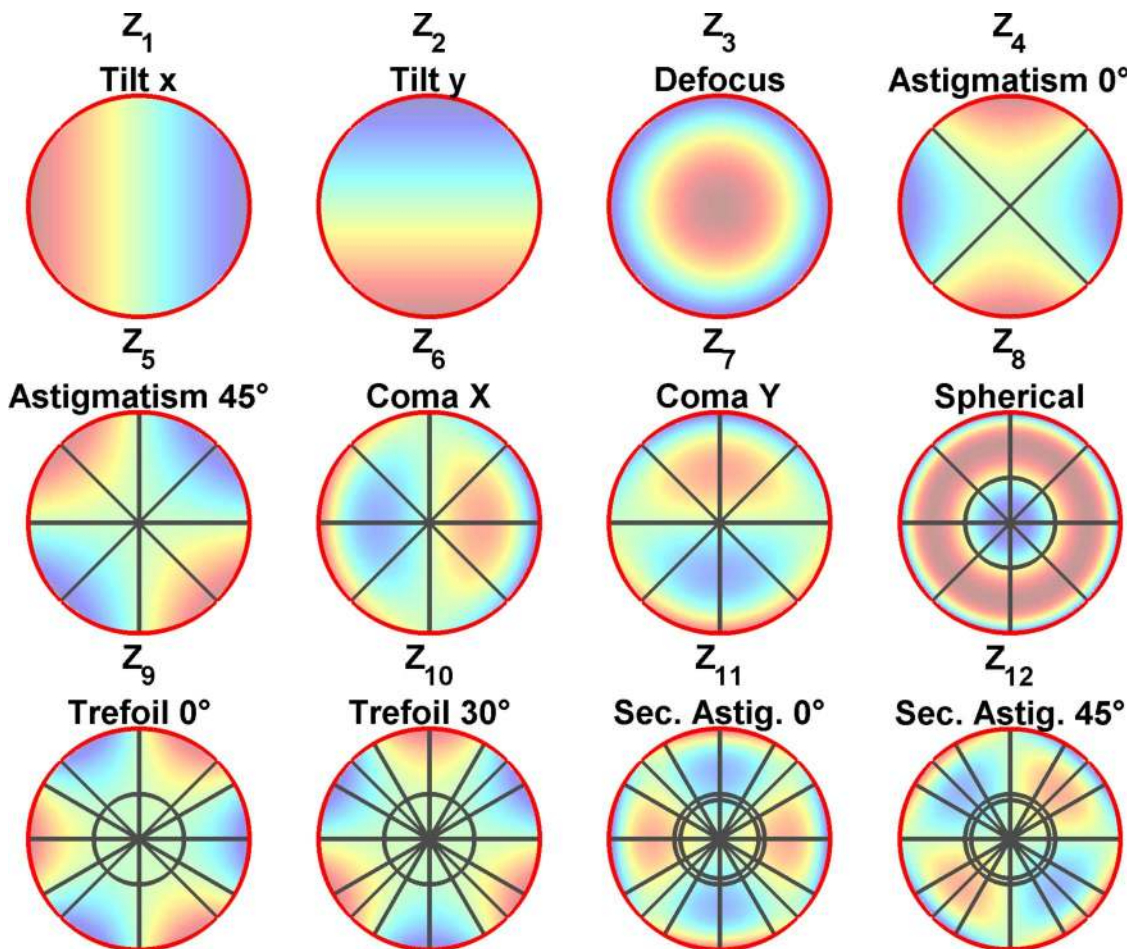 Z1 Z2 Z3 Z4
Tilt x Tilt y Defocus Astigmatism 0°
Z5 Z6 Z7 Z8
Astigmatism 45° Coma X Coma Y Spherical
Z9 Z10 Z11 Z12
Trefoil 0° Trefoil 30° Sec. Astig. 0° Sec. Astig. 45°